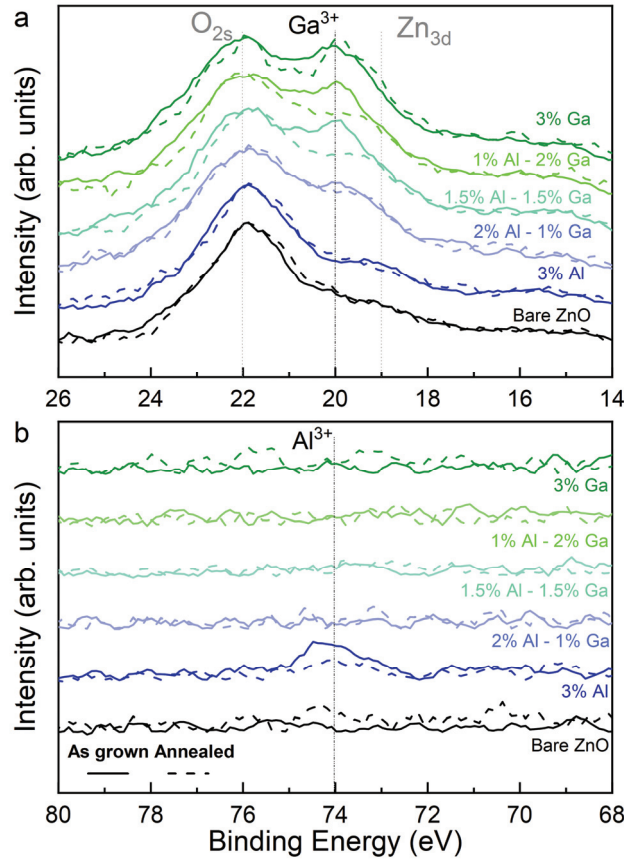 a
O2s
Ga3+
Zn3d
Intensity (arb. units)
3% Ga
1% Al - 2% Ga
1.5% Al - 1.5% Ga
2% Al - 1% Ga
3% Al
Bare ZnO
26 24 22 20 18 16 14
b
Al3+
Intensity (arb. units)
3% Ga
1% Al - 2% Ga
1.5% Al - 1.5% Ga
2% Al - 1% Ga
3% Al
Bare ZnO
As grown Annealed
80 78 76 74 72 70 68
Binding Energy (eV)